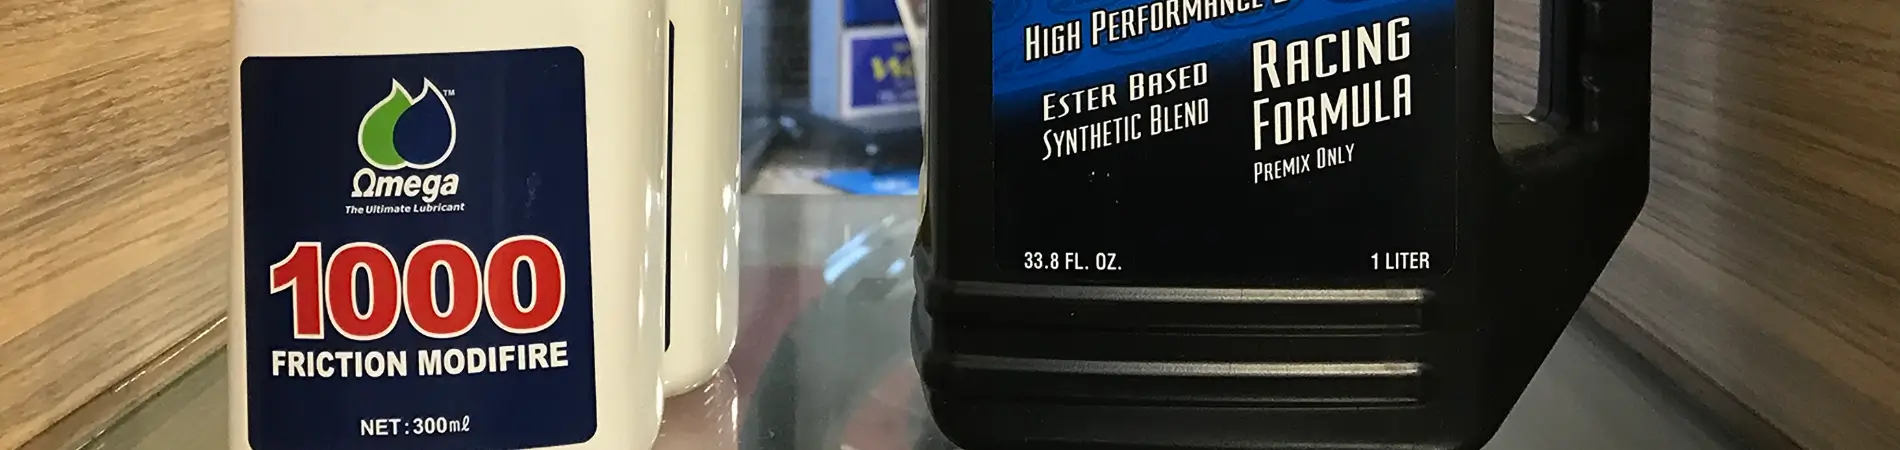 Ωmega
TM
The Ultimate Lubricant
1000
FRICTION MODIFIRE
NET : 300mℓ
HIGH PERFORMANCE
ESTER BASED
SYNTHETIC BLEND
RACING
FORMULA
PREMIX ONLY
33.8 FL. OZ.
1 LITER